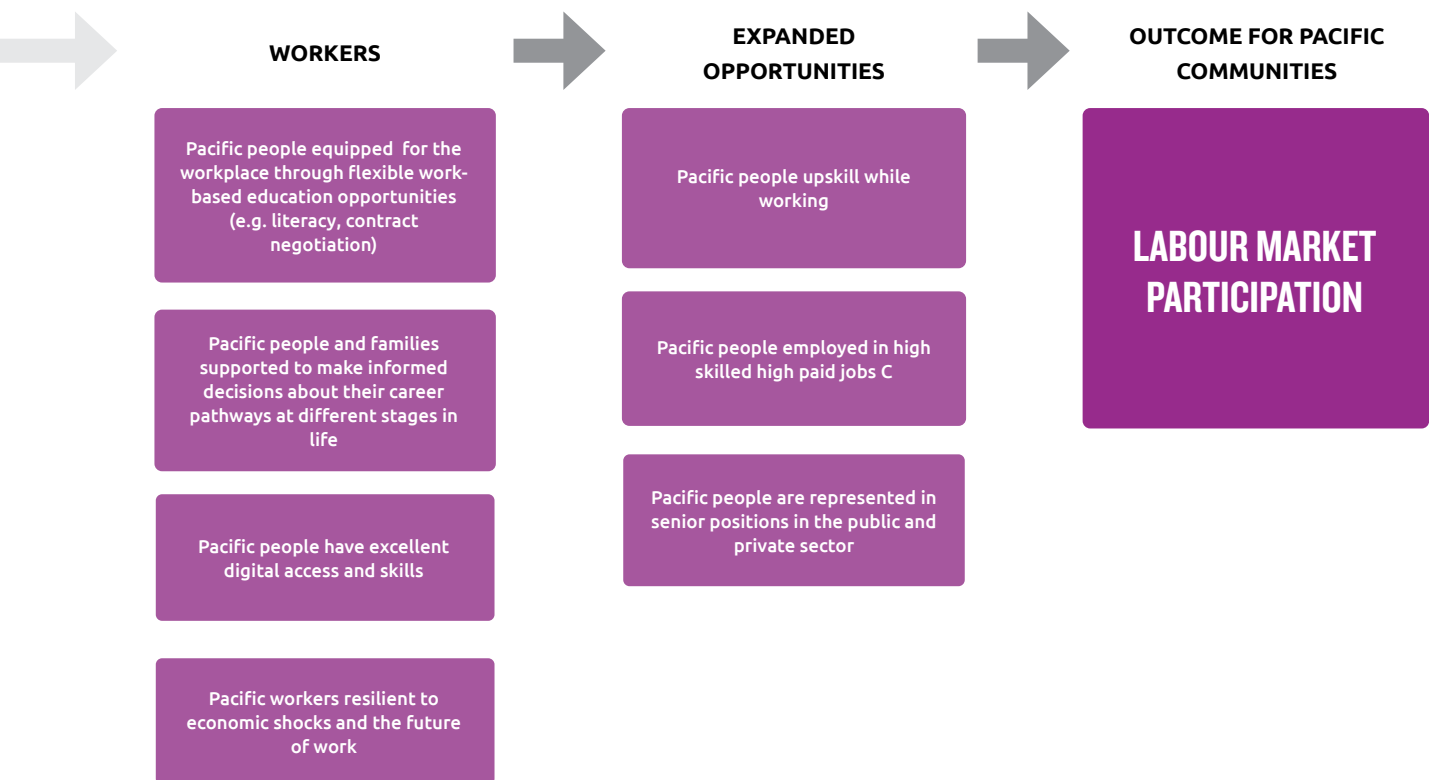 WORKERS
Pacific people equipped for the
workplace through flexible work-
based education opportunities
(e.g. literacy, contract
negotiation)
Pacific people and families
supported to make informed
decisions about their career
pathways at different stages in
life
Pacific people have excellent
digital access and skills
Pacific workers resilient to
economic shocks and the future
of work
EXPANDED
OPPORTUNITIES
Pacific people upskill while
working
Pacific people employed in high
skilled high paid jobs C
Pacific people are represented in
senior positions in the public and
private sector
OUTCOME FOR PACIFIC
COMMUNITIES
LABOUR MARKET
PARTICIPATION